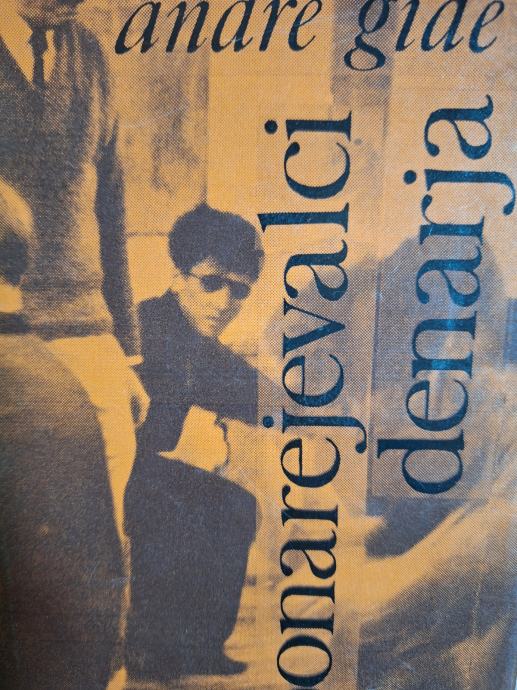 andre gide
onarejevalci
denarja